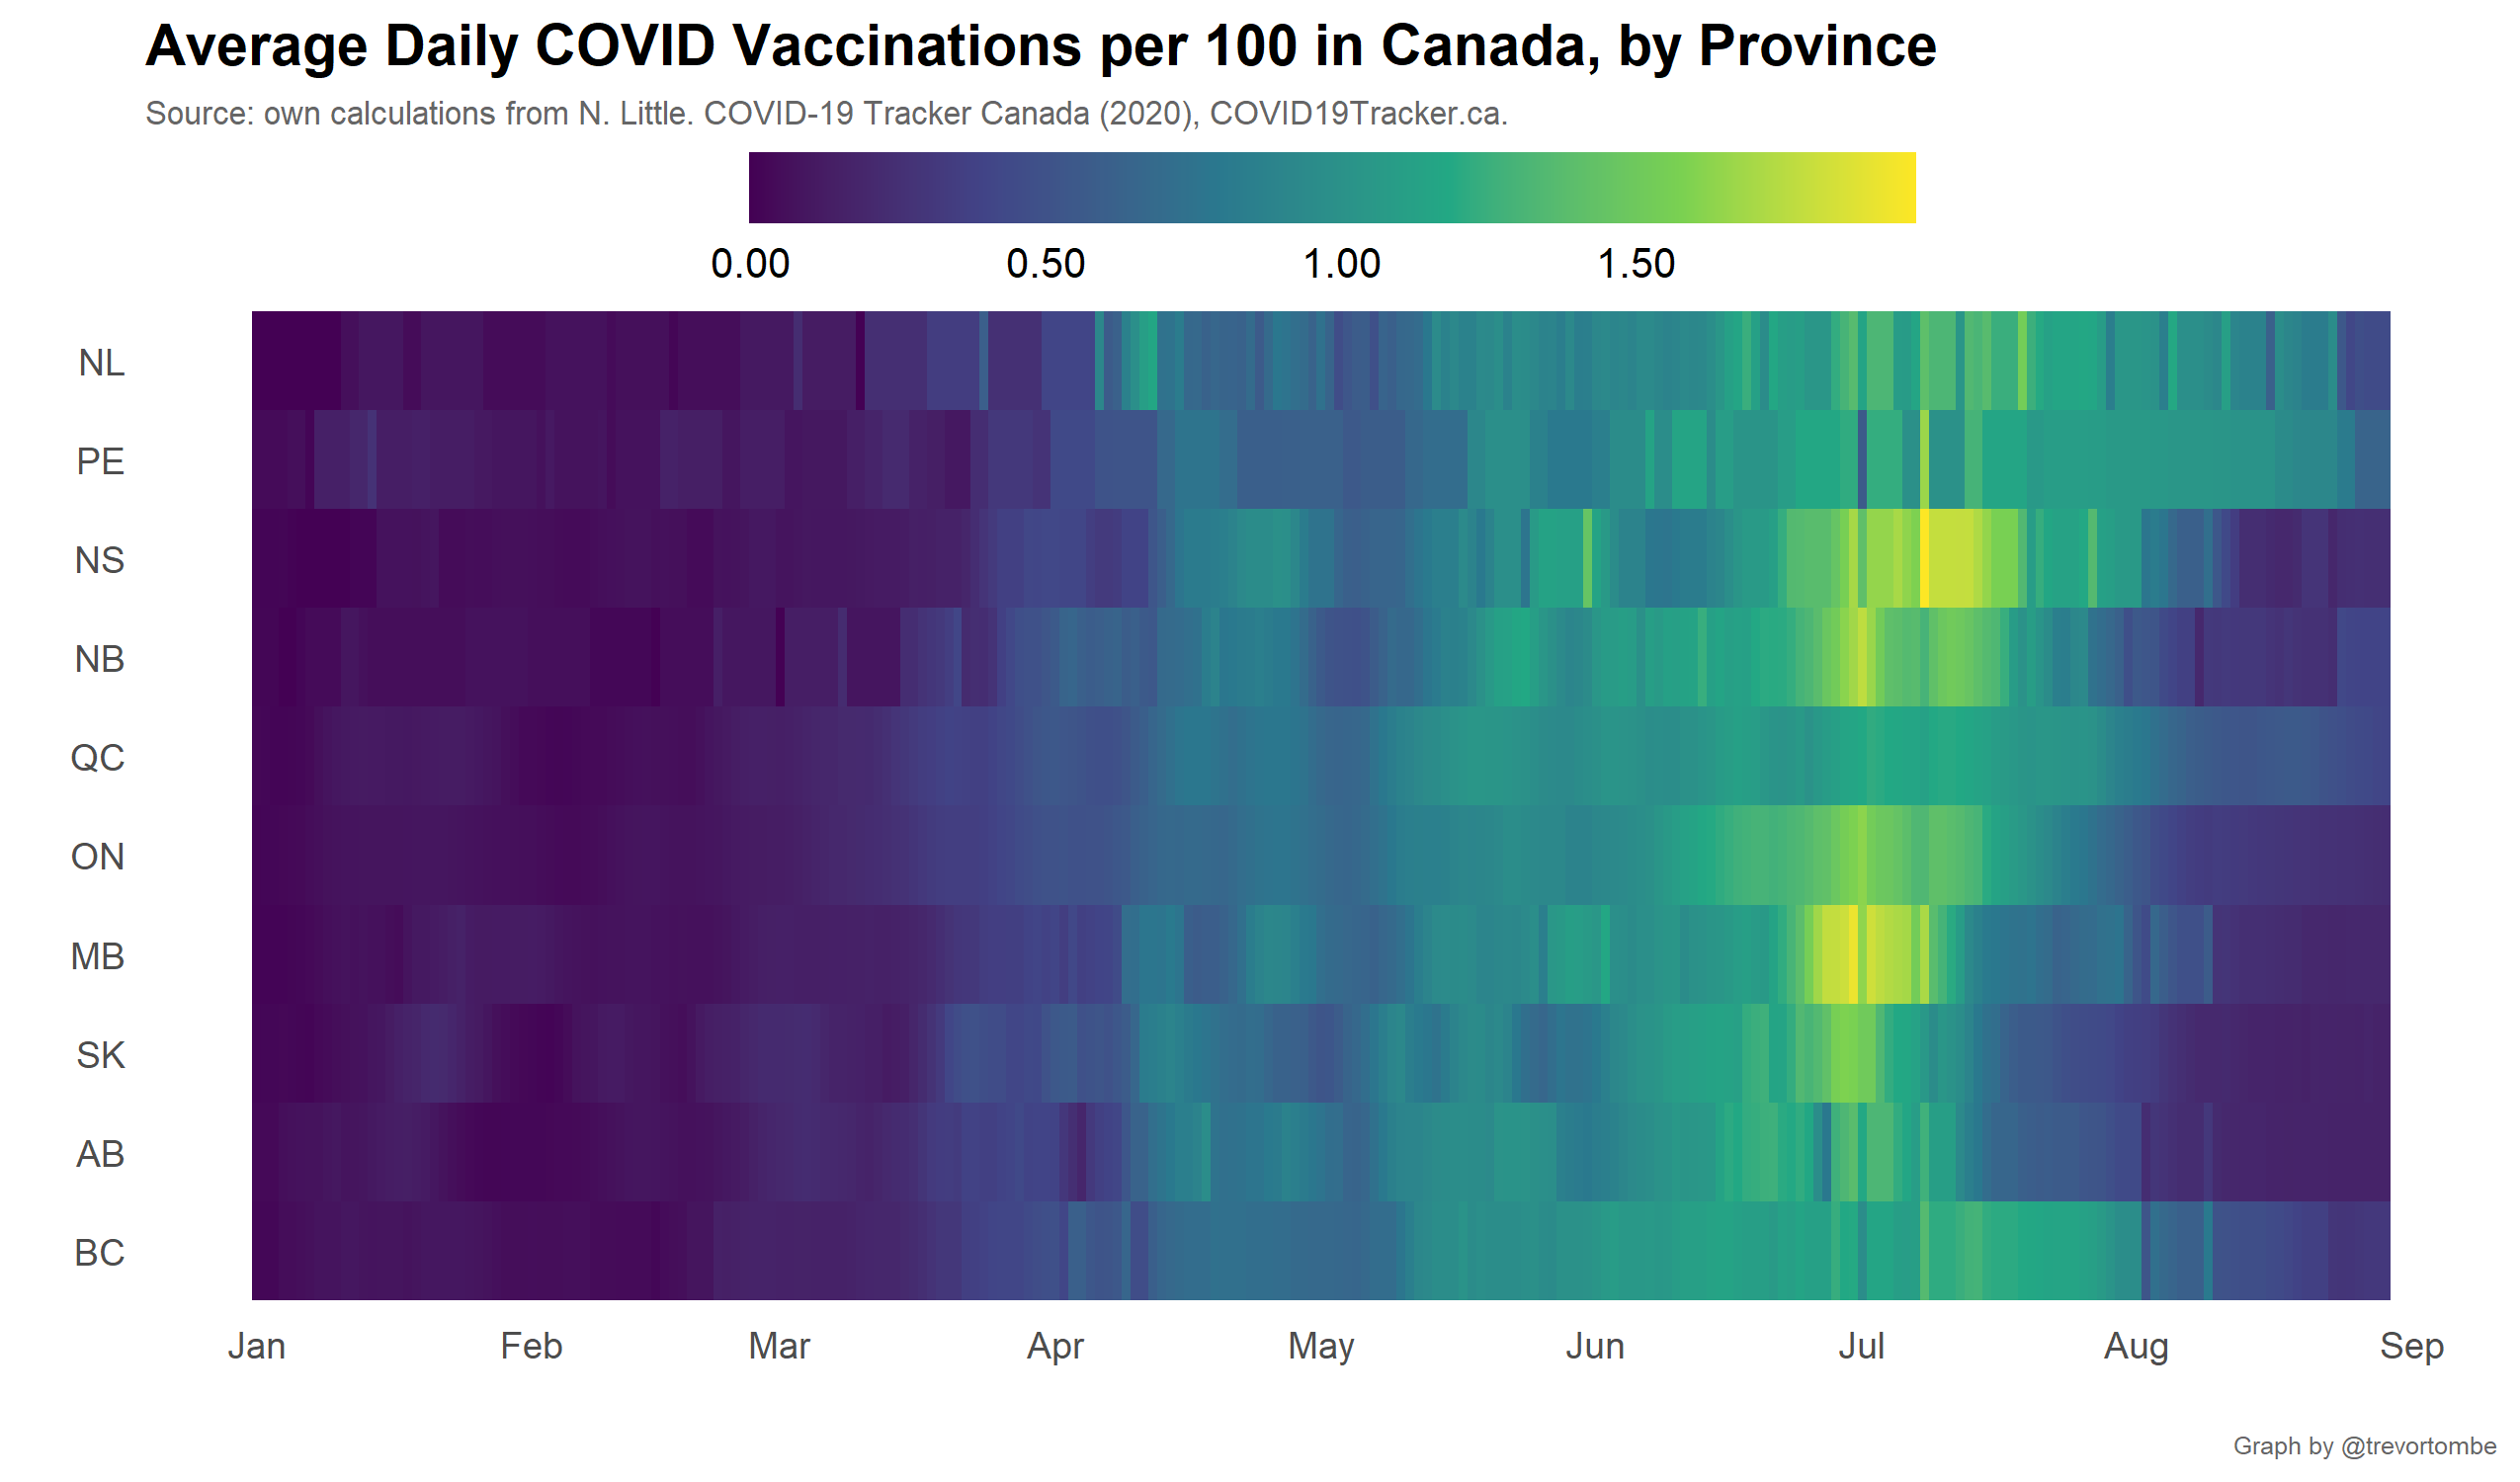 Average Daily COVID Vaccinations per 100 in Canada, by Province
Source: own calculations from N. Little. COVID-19 Tracker Canada (2020), COVID19Tracker.ca.
0.00 0.50 1.00 1.50
NL
PE
NS
NB
QC
ON
MB
SK
AB
BC
Jan Feb Mar Apr May Jun Jul Aug Sep
Graph by @trevortombe